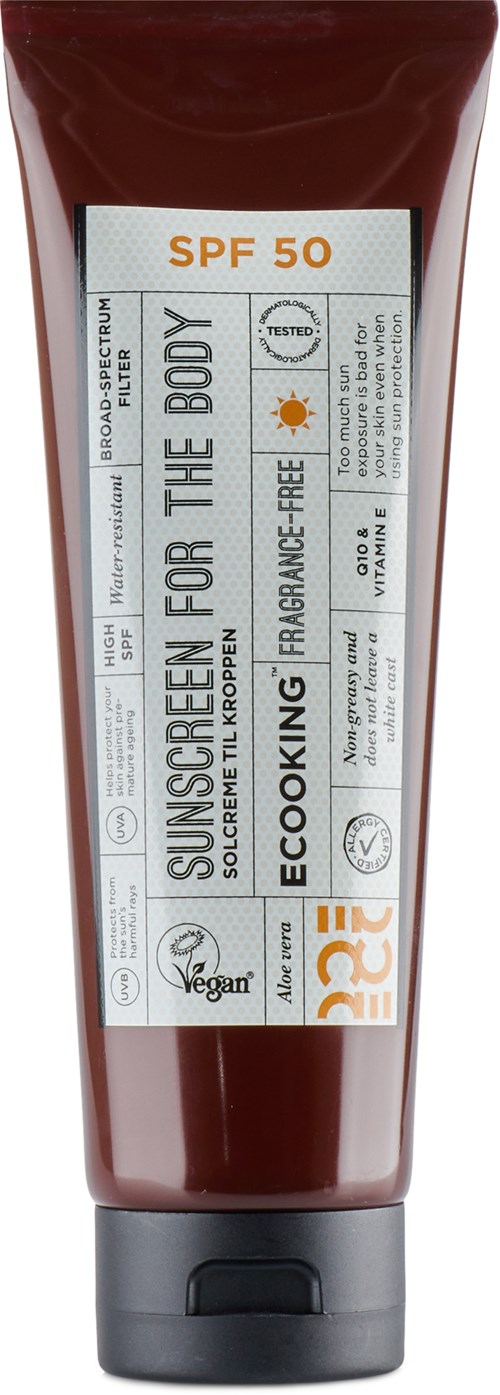 SPF 50
BROAD-SPECTRUM
FILTER
Water-resistant
HIGH
SPF
Helps protect your
skin against pre-
mature ageing
UVA
Protects from
the sun's
harmful rays
UVB
SUNSCREEN FOR THE BODY
SOLCREME TIL KROPPEN
Vegan®
DERMATOLOGICALLY
TESTED
DERMATOLOGICALLY
FRAGRANCE-FREE
ECOOKING™
Aloe vera
Too much sun
exposure is bad for
your skin even when
using sun protection.
Q10 &
VITAMIN E
Non-greasy and
does not leave a
white cast
ALLERGY
CERTIFIED